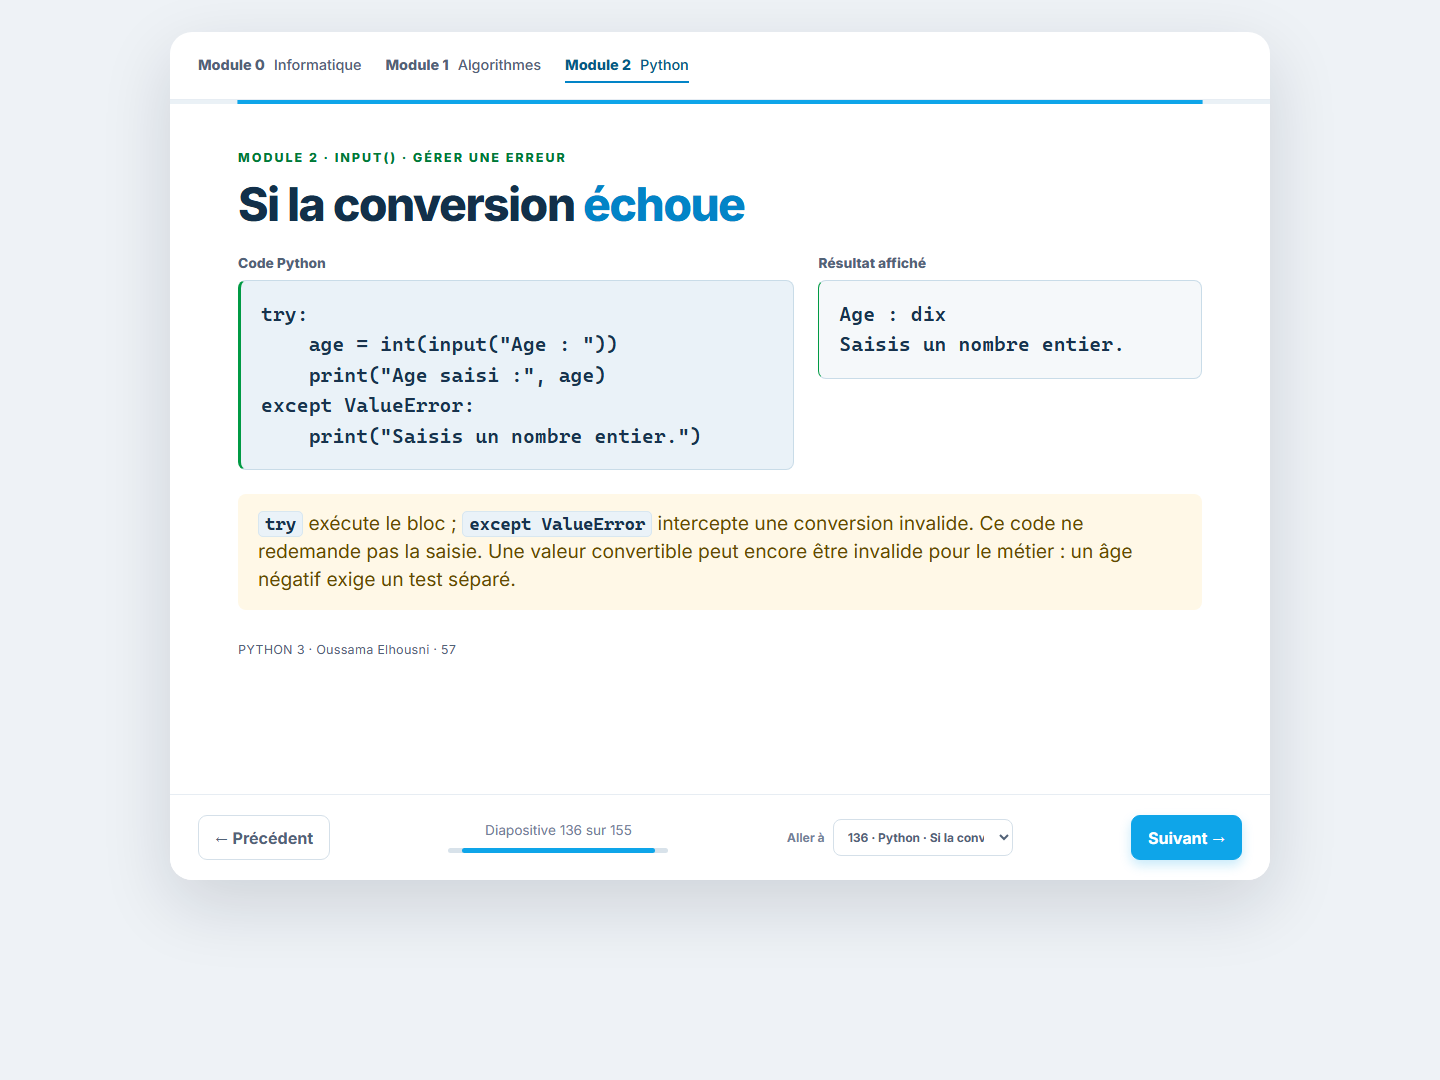 Module 0 Informatique Module 1 Algorithmes Module 2 Python
MODULE 2 · INPUT() · GÉRER UNE ERREUR
Si la conversion échoue
Code Python
try:
    age = int(input("Age : "))
    print("Age saisi :", age)
except ValueError:
    print("Saisis un nombre entier.")
Résultat affiché
Age : dix
Saisis un nombre entier.
try exécute le bloc ; except ValueError intercepte une conversion invalide. Ce code ne
redemande pas la saisie. Une valeur convertible peut encore être invalide pour le métier : un âge
négatif exige un test séparé.
PYTHON 3 · Oussama Elhousni · 57
← Précédent
Diapositive 136 sur 155
Aller à
136 · Python · Si la conv
Suivant →